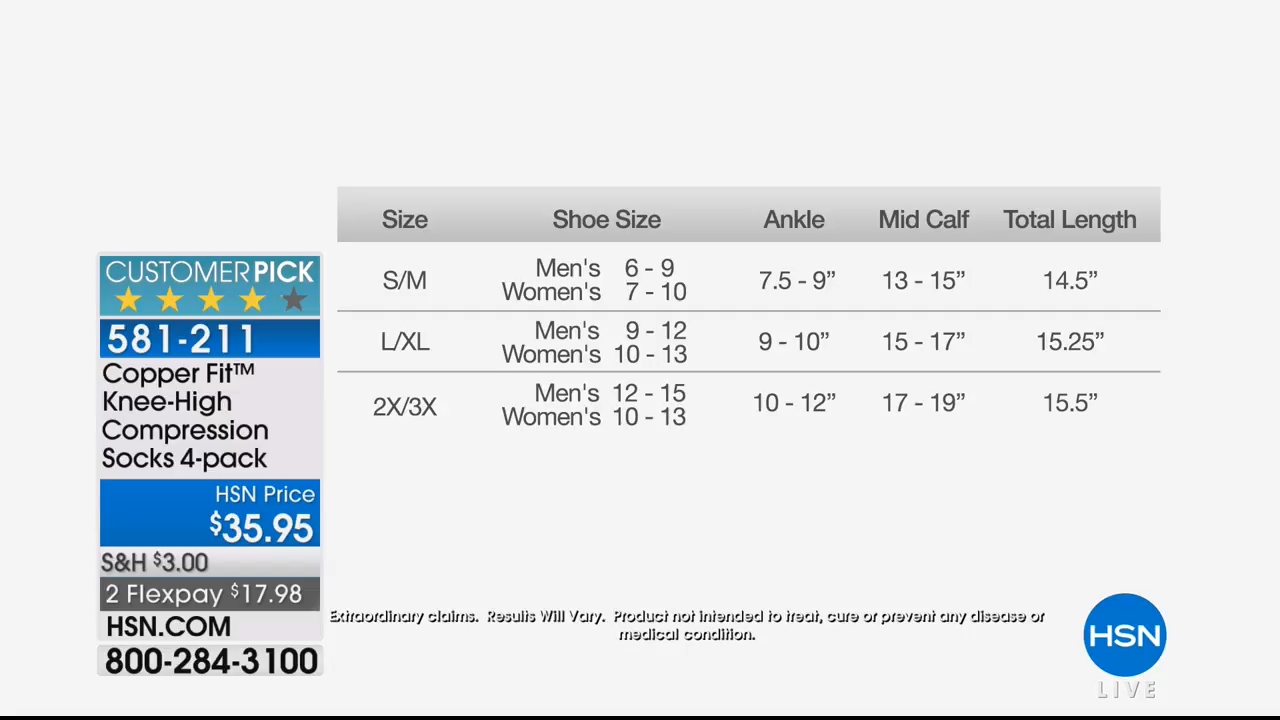 Size Shoe Size Ankle Mid Calf Total Length
S/M Men's 6 - 9 Women's 7 - 10 7.5 - 9” 13 - 15” 14.5”
L/XL Men's 9 - 12 Women's 10 - 13 9 - 10” 15 - 17” 15.25”
2X/3X Men's 12 - 15 Women's 10 - 13 10 - 12” 17 - 19” 15.5”
CUSTOMERPICK
581-211
Copper Fit™
Knee-High
Compression
Socks 4-pack
HSN Price
$35.95
S&H $3.00
2 Flexpay $17.98
HSN.COM
800-284-3100
Extraordinary claims. Results Will Vary. Product not intended to treat, cure or prevent any disease or
medical condition.
HSN
LIVE